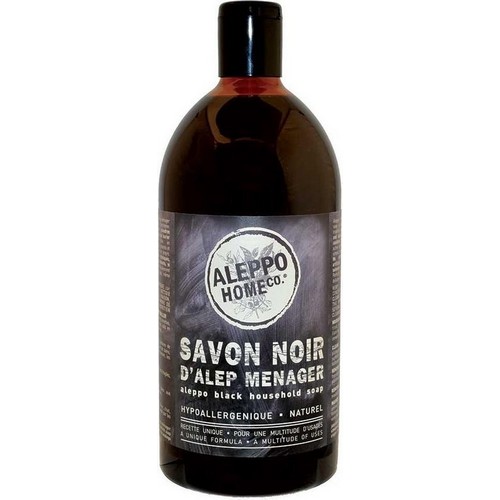 ALEPPO
HOME CO.®
SAVON NOIR
D'ALEP MENAGER
aleppo black household soap
HYPOALLERGENIQUE • NATUREL
RECETTE UNIQUE • POUR UNE MULTITUDE D'USAGES
A UNIQUE FORMULA • A MULTITUDE OF USES